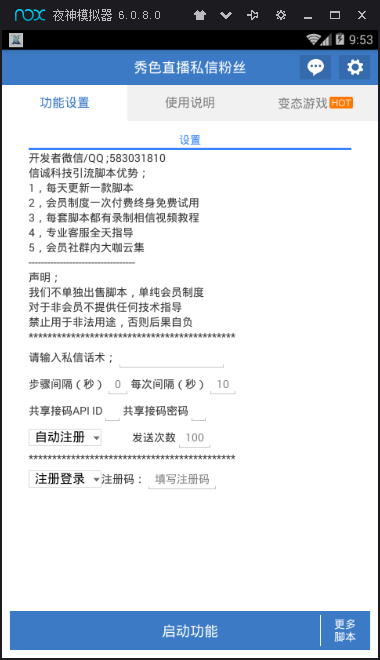 nox 夜神模拟器 6.0.8.0
9:53
秀色直播私信粉丝
功能设置 使用说明 变态游戏 HOT
设置
开发者微信/QQ ;583031810
信诚科技引流脚本优势；
1，每天更新一款脚本
2，会员制度一次付费终身免费试用
3，每套脚本都有录制相信视频教程
4，专业客服全天指导
5，会员社群内大咖云集
----------------------------------
声明；
我们不单独出售脚本，单纯会员制度
对于非会员不提供任何技术指导
禁止用于非法用途，否则后果自负
********************************************
请输入私信话术；
步骤间隔（秒） 0 每次间隔（秒） 10
共享接码API ID 共享接码密码
自动注册 发送次数 100
********************************************
注册登录 注册码： 填写注册码
启动功能 更多
脚本